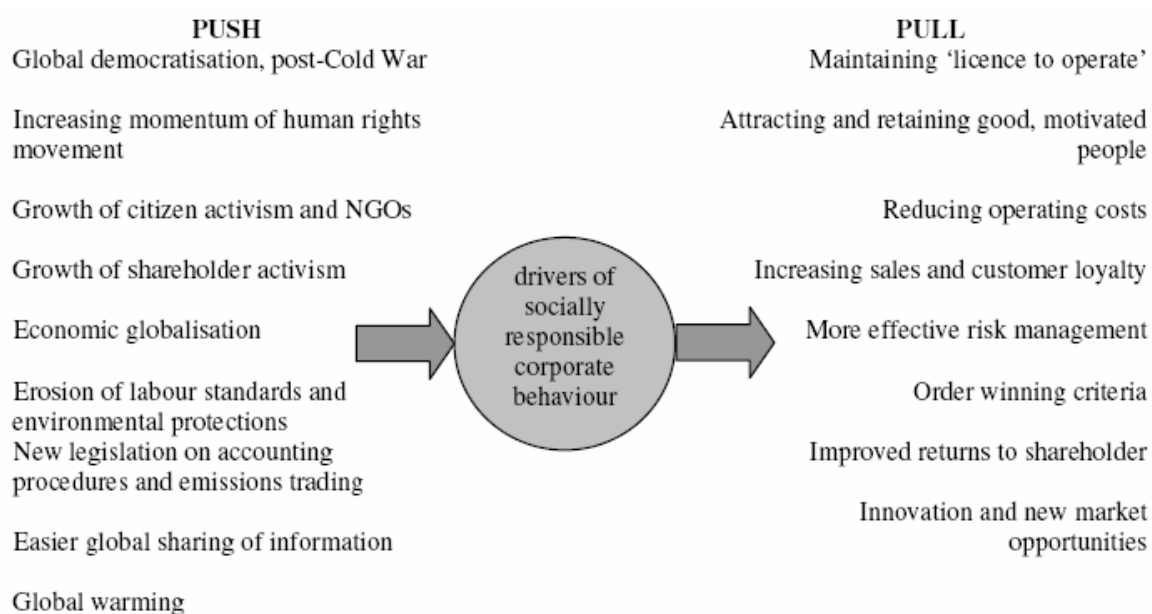 PUSH
Global democratisation, post-Cold War
Increasing momentum of human rights
movement
Growth of citizen activism and NGOs
Growth of shareholder activism
Economic globalisation
Erosion of labour standards and
environmental protections
New legislation on accounting
procedures and emissions trading
Easier global sharing of information
Global warming
drivers of
socially
responsible
corporate
behaviour
PULL
Maintaining ‘licence to operate’
Attracting and retaining good, motivated
people
Reducing operating costs
Increasing sales and customer loyalty
More effective risk management
Order winning criteria
Improved returns to shareholder
Innovation and new market
opportunities